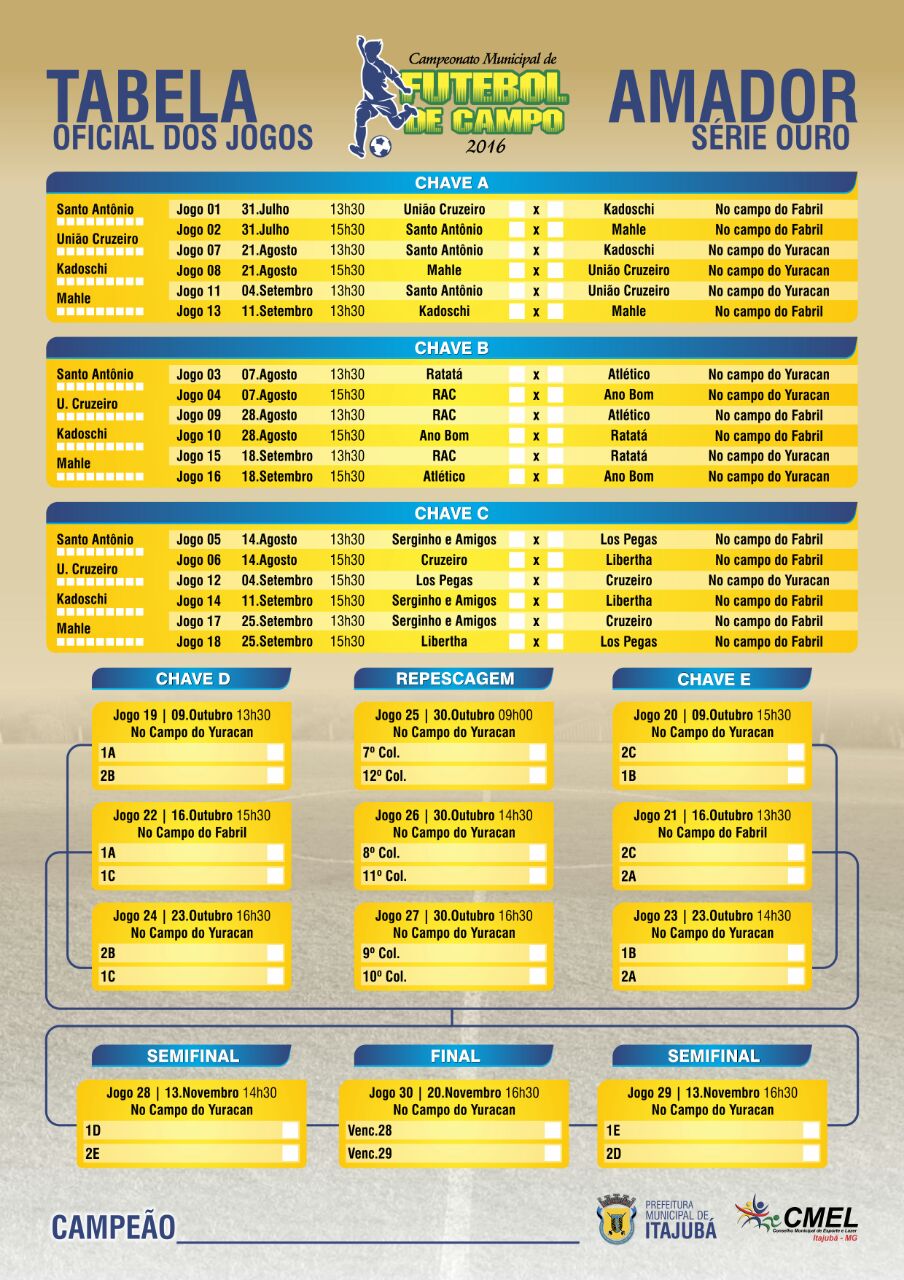 TABELA
OFICIAL DOS JOGOS
Campeonato Municipal de
FUTEBOL
DE CAMPO
2016
AMADOR
SÉRIE OURO
CHAVE A
Santo Antônio
União Cruzeiro
Kadoschi
Mahle
Jogo 01 31.Julho 13h30 União Cruzeiro x Kadoschi No campo do Fabril
Jogo 02 31.Julho 15h30 Santo Antônio x Mahle No campo do Fabril
Jogo 07 21.Agosto 13h30 Santo Antônio x Kadoschi No campo do Yuracan
Jogo 08 21.Agosto 15h30 Mahle x União Cruzeiro No campo do Yuracan
Jogo 11 04.Setembro 13h30 Santo Antônio x União Cruzeiro No campo do Yuracan
Jogo 13 11.Setembro 13h30 Kadoschi x Mahle No campo do Fabril
CHAVE B
Santo Antônio
U. Cruzeiro
Kadoschi
Mahle
Jogo 03 07.Agosto 13h30 Ratatá x Atlético No campo do Yuracan
Jogo 04 07.Agosto 15h30 RAC x Ano Bom No campo do Yuracan
Jogo 09 28.Agosto 13h30 RAC x Atlético No campo do Fabril
Jogo 10 28.Agosto 15h30 Ano Bom x Ratatá No campo do Fabril
Jogo 15 18.Setembro 13h30 RAC x Ratatá No campo do Yuracan
Jogo 16 18.Setembro 15h30 Atlético x Ano Bom No campo do Yuracan
CHAVE C
Santo Antônio
U. Cruzeiro
Kadoschi
Mahle
Jogo 05 14.Agosto 13h30 Serginho e Amigos x Los Pegas No campo do Fabril
Jogo 06 14.Agosto 15h30 Cruzeiro x Libertha No campo do Fabril
Jogo 12 04.Setembro 15h30 Los Pegas x Cruzeiro No campo do Yuracan
Jogo 14 11.Setembro 15h30 Serginho e Amigos x Libertha No campo do Fabril
Jogo 17 25.Setembro 13h30 Serginho e Amigos x Cruzeiro No campo do Fabril
Jogo 18 25.Setembro 15h30 Libertha x Los Pegas No campo do Fabril
CHAVE D
Jogo 19 | 09.Outubro 13h30
No Campo do Yuracan
1A
2B
Jogo 22 | 16.Outubro 15h30
No Campo do Fabril
1A
1C
Jogo 24 | 23.Outubro 16h30
No Campo do Yuracan
2B
1C
REPESCAGEM
Jogo 25 | 30.Outubro 09h00
No Campo do Yuracan
7º Col.
12º Col.
Jogo 26 | 30.Outubro 14h30
No Campo do Yuracan
8º Col.
11º Col.
Jogo 27 | 30.Outubro 16h30
No Campo do Yuracan
9º Col.
10º Col.
CHAVE E
Jogo 20 | 09.Outubro 15h30
No Campo do Yuracan
2C
1B
Jogo 21 | 16.Outubro 13h30
No Campo do Fabril
2C
2A
Jogo 23 | 23.Outubro 14h30
No Campo do Yuracan
1B
2A
SEMIFINAL
Jogo 28 | 13.Novembro 14h30
No Campo do Yuracan
1D
2E
FINAL
Jogo 30 | 20.Novembro 16h30
No Campo do Yuracan
Venc.28
Venc.29
SEMIFINAL
Jogo 29 | 13.Novembro 16h30
No Campo do Yuracan
1E
2D
CAMPEÃO
PREFEITURA
MUNICIPAL DE
ITAJUBÁ
CMEL
Conselho Municipal de Esporte e Lazer
Itajubá - MG